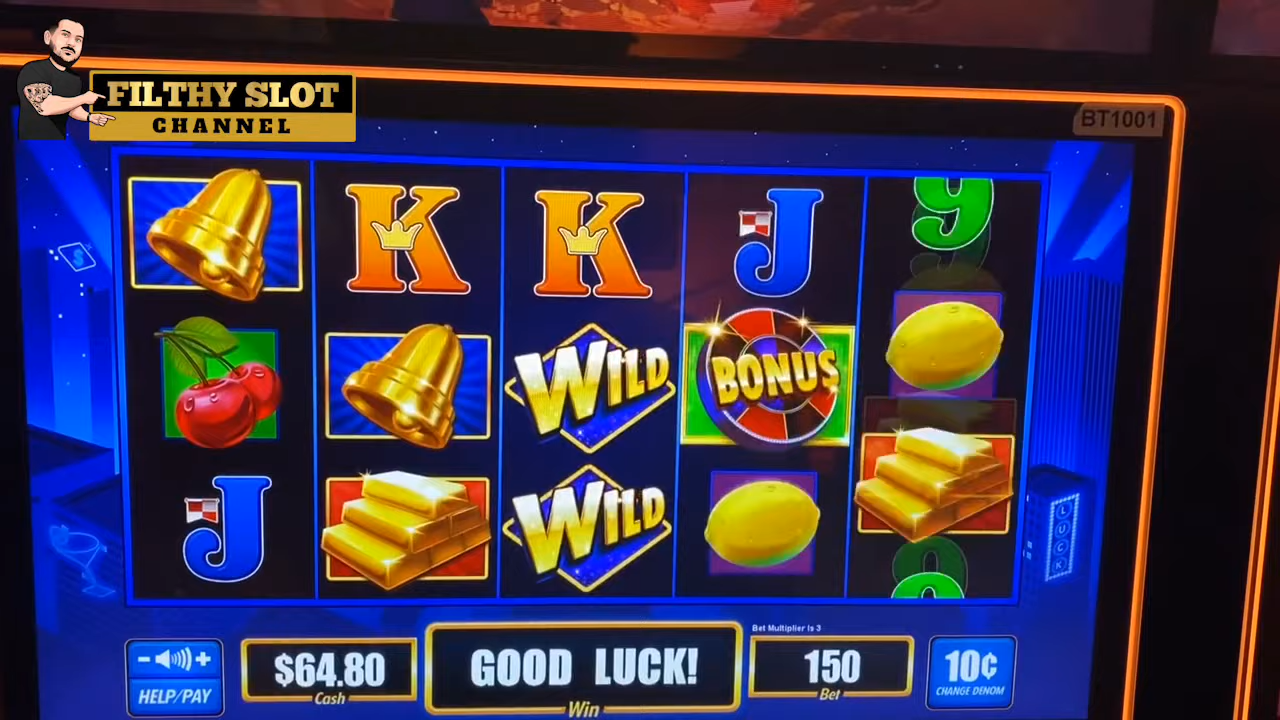 FILTHY SLOT
CHANNEL
BT1001
K
K
J
9
WILD
BONUS
J
WILD
LUCK
Bet Multiplier Is 3
HELP/PAY
$64.80
Cash
GOOD LUCK!
Win
150
Bet
10¢
CHANGE DENOM